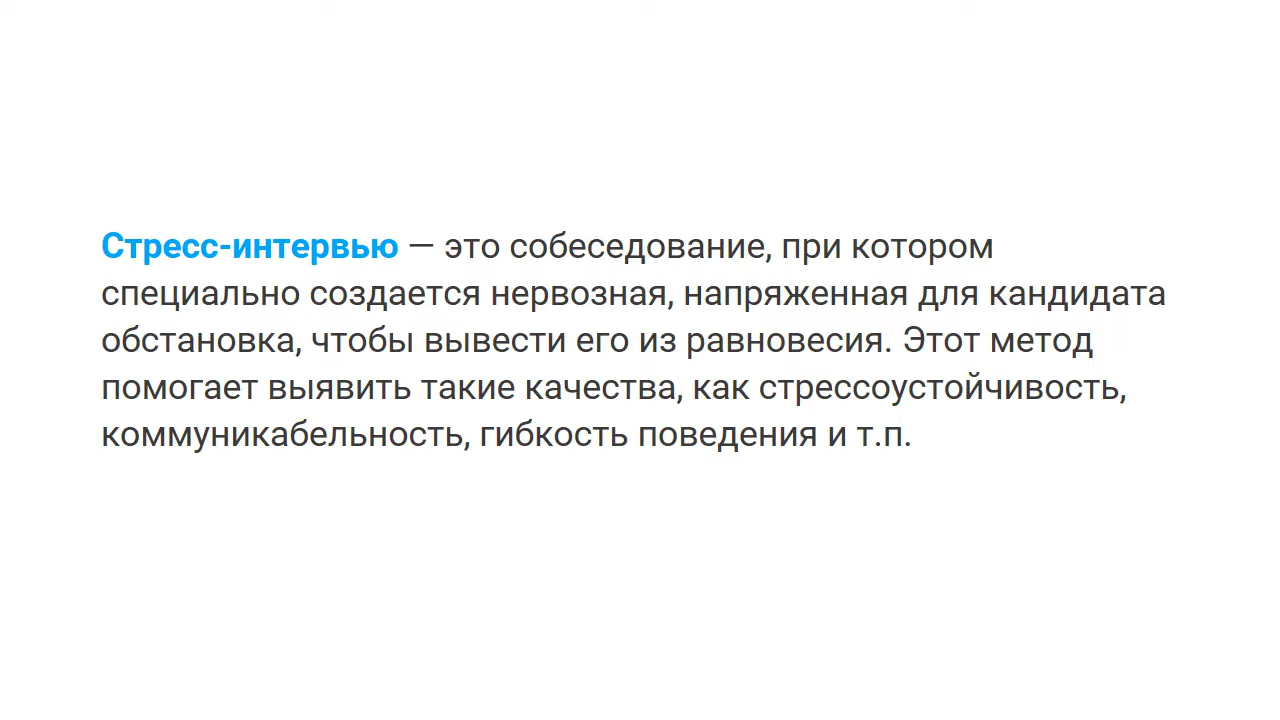 Стресс-интервью — это собеседование, при котором
специально создается нервозная, напряженная для кандидата
обстановка, чтобы вывести его из равновесия. Этот метод
помогает выявить такие качества, как стрессоустойчивость,
коммуникабельность, гибкость поведения и т.п.